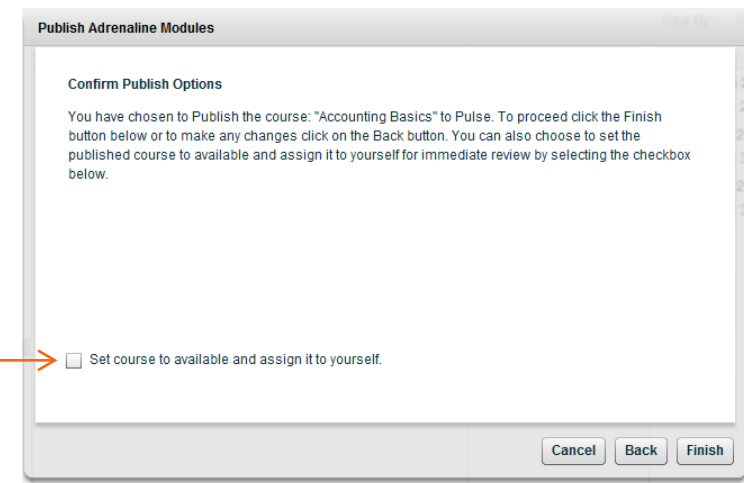 View By
Publish Adrenaline Modules
Confirm Publish Options
You have chosen to Publish the course: "Accounting Basics" to Pulse. To proceed click the Finish
button below or to make any changes click on the Back button. You can also choose to set the
published course to available and assign it to yourself for immediate review by selecting the checkbox
below.
Set course to available and assign it to yourself.
Cancel Back Finish